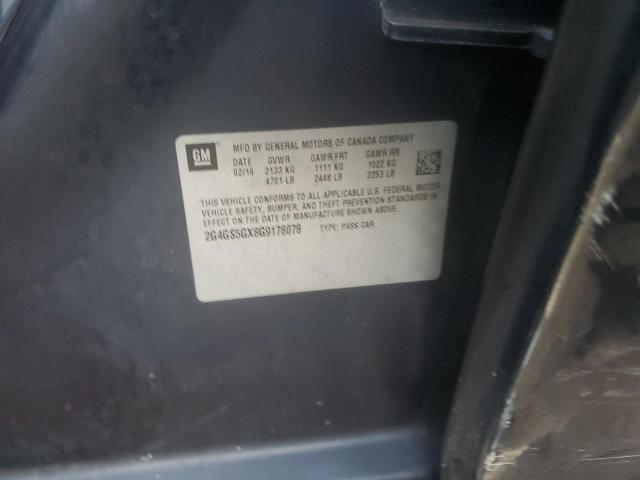 GM
MFD BY GENERAL MOTORS OF CANADA COMPANY
DATE GVWR GAWR FRT GAWR RR
02/16 2133 KG 1111 KG 1022 KG
4701 LB 2448 LB 2253 LB
THIS VEHICLE CONFORMS TO ALL APPLICABLE U.S. FEDERAL MOTOR
VEHICLE SAFETY, BUMPER, AND THEFT PREVENTION STANDARDS IN
EFFECT ON THE DATE OF MANUFACTURE SHOWN ABOVE.
2G4GS5GX8G9178078 TYPE: PASS CAR